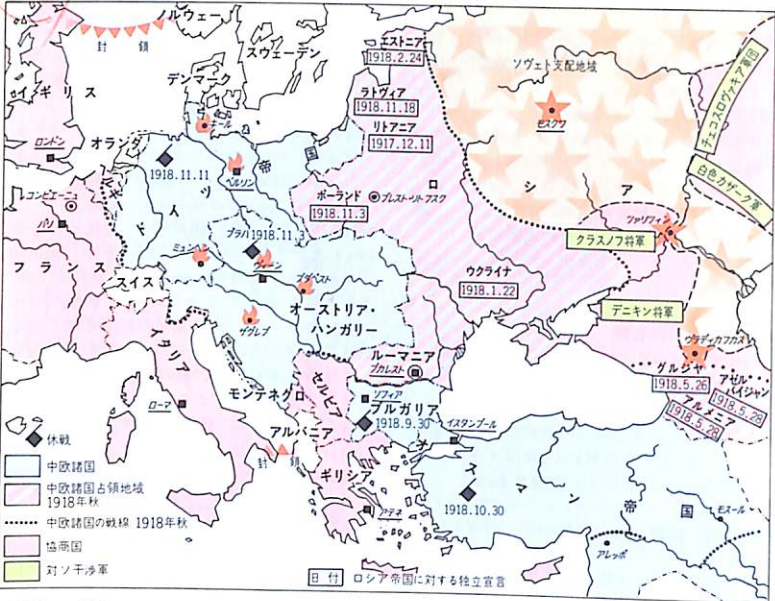 ノルウェー
スウェーデン
封鎖
デンマーク
イギリス
ロンドン
オランダ
キール
1918.11.11
ベルリン
帝国
ドイツ
エストニア
1918.2.24
ラトヴィア
1918.11.18
リトアニア
1917.12.11
ソヴェト支配地域
モスクワ
ロシア
チェコスロヴァキア軍団
白色カザーク軍
ポーランド
1918.11.3
ブレスト-リトフスク
コンピエーニュ
パリ
フランス
ベルギー
スイス
ミュンヘン
プラハ
1918.11.3
ウィーン
ブダペスト
オーストリア・
ハンガリー
ザグレブ
ウクライナ
1918.1.22
ツァリツィン
クラスノフ将軍
デニキン将軍
ヴラディカフカス
グルジヤ
1918.5.26
アゼル
バイジャン
1918.5.28
アルメニア
1918.5.28
イタリア
ローマ
モンテネグロ
セルビア
ルーマニア
ブカレスト
ソフィア
ブルガリア
1918.9.30
アルバニア
封鎖
ギリシア
アテネ
イスタンブール
オスマン帝国
1918.10.30
モスール
アレッポ
休戦
中欧諸国
中欧諸国占領地域
1918年秋
中欧諸国の戦線 1918年秋
協商国
対ソ干渉軍
日付 ロシア帝国に対する独立宣言